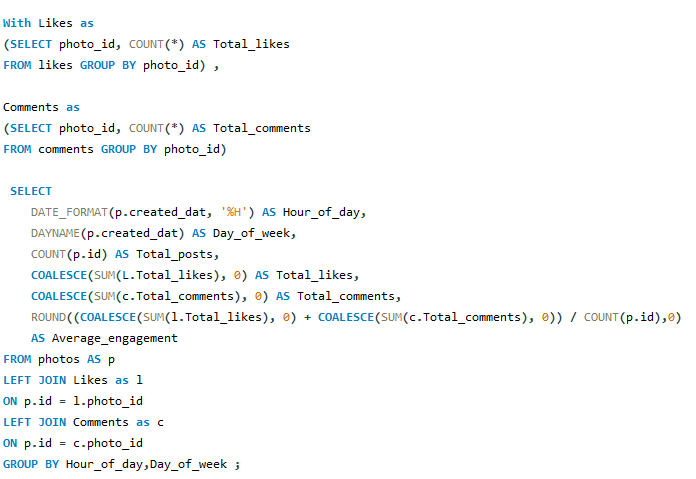 With Likes as
(SELECT photo_id, COUNT(*) AS Total_likes
FROM likes GROUP BY photo_id) ,
Comments as
(SELECT photo_id, COUNT(*) AS Total_comments
FROM comments GROUP BY photo_id)
SELECT
DATE_FORMAT(p.created_dat, '%H') AS Hour_of_day,
DAYNAME(p.created_dat) AS Day_of_week,
COUNT(p.id) AS Total_posts,
COALESCE(SUM(L.Total_likes), 0) AS Total_likes,
COALESCE(SUM(c.Total_comments), 0) AS Total_comments,
ROUND((COALESCE(SUM(l.Total_likes), 0) + COALESCE(SUM(c.Total_comments), 0)) / COUNT(p.id),0)
AS Average_engagement
FROM photos AS p
LEFT JOIN Likes as l
ON p.id = l.photo_id
LEFT JOIN Comments as c
ON p.id = c.photo_id
GROUP BY Hour_of_day,Day_of_week ;